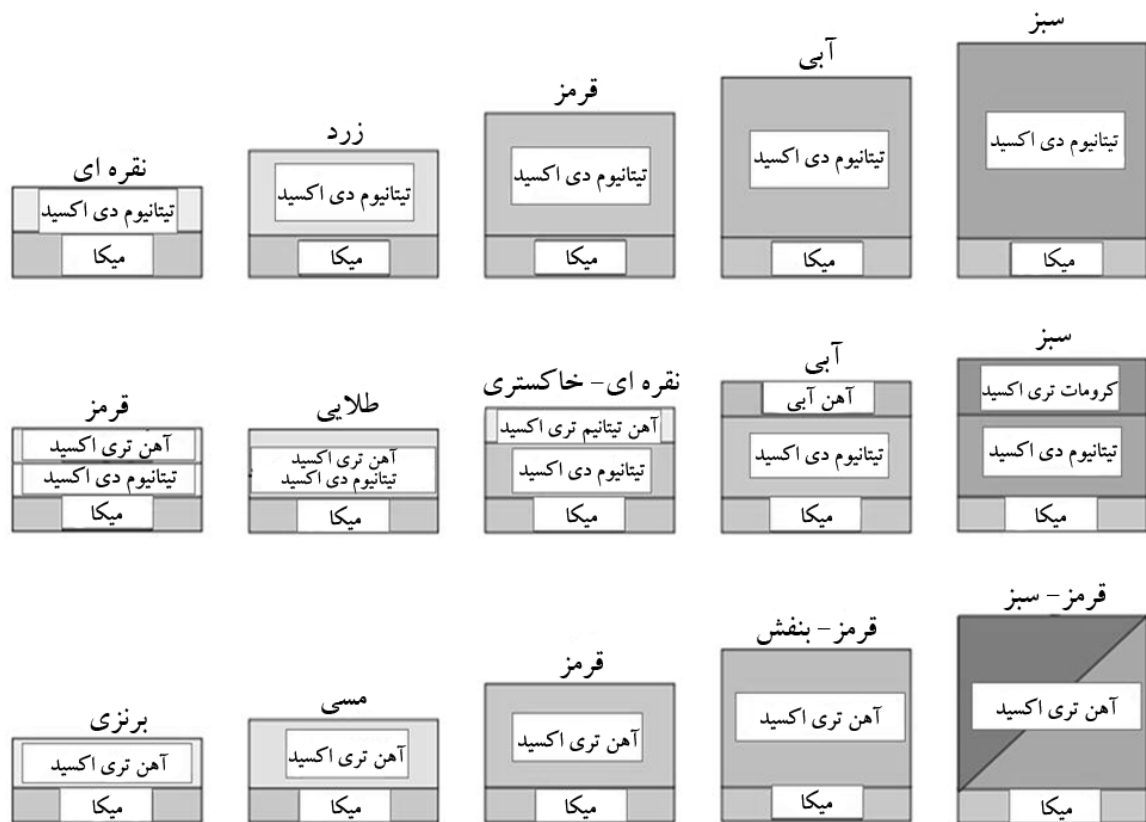 سبز
تیتانیوم دی اکسید
میکا
آبی
تیتانیوم دی اکسید
میکا
قرمز
تیتانیوم دی اکسید
میکا
زرد
تیتانیوم دی اکسید
میکا
نقره ای
تیتانیوم دی اکسید
میکا
سبز
کرومات تری اکسید
تیتانیوم دی اکسید
میکا
آبی
آهن آبی
تیتانیوم دی اکسید
میکا
نقره ای- خاکستری
آهن تیتانیم تری اکسید
تیتانیوم دی اکسید
میکا
طلایی
آهن تری اکسید
تیتانیوم دی اکسید
میکا
قرمز
آهن تری اکسید
تیتانیوم دی اکسید
میکا
قرمز- سبز
آهن تری اکسید
میکا
قرمز- بنفش
آهن تری اکسید
میکا
قرمز
آهن تری اکسید
میکا
مسی
آهن تری اکسید
میکا
برنزی
آهن تری اکسید
میکا